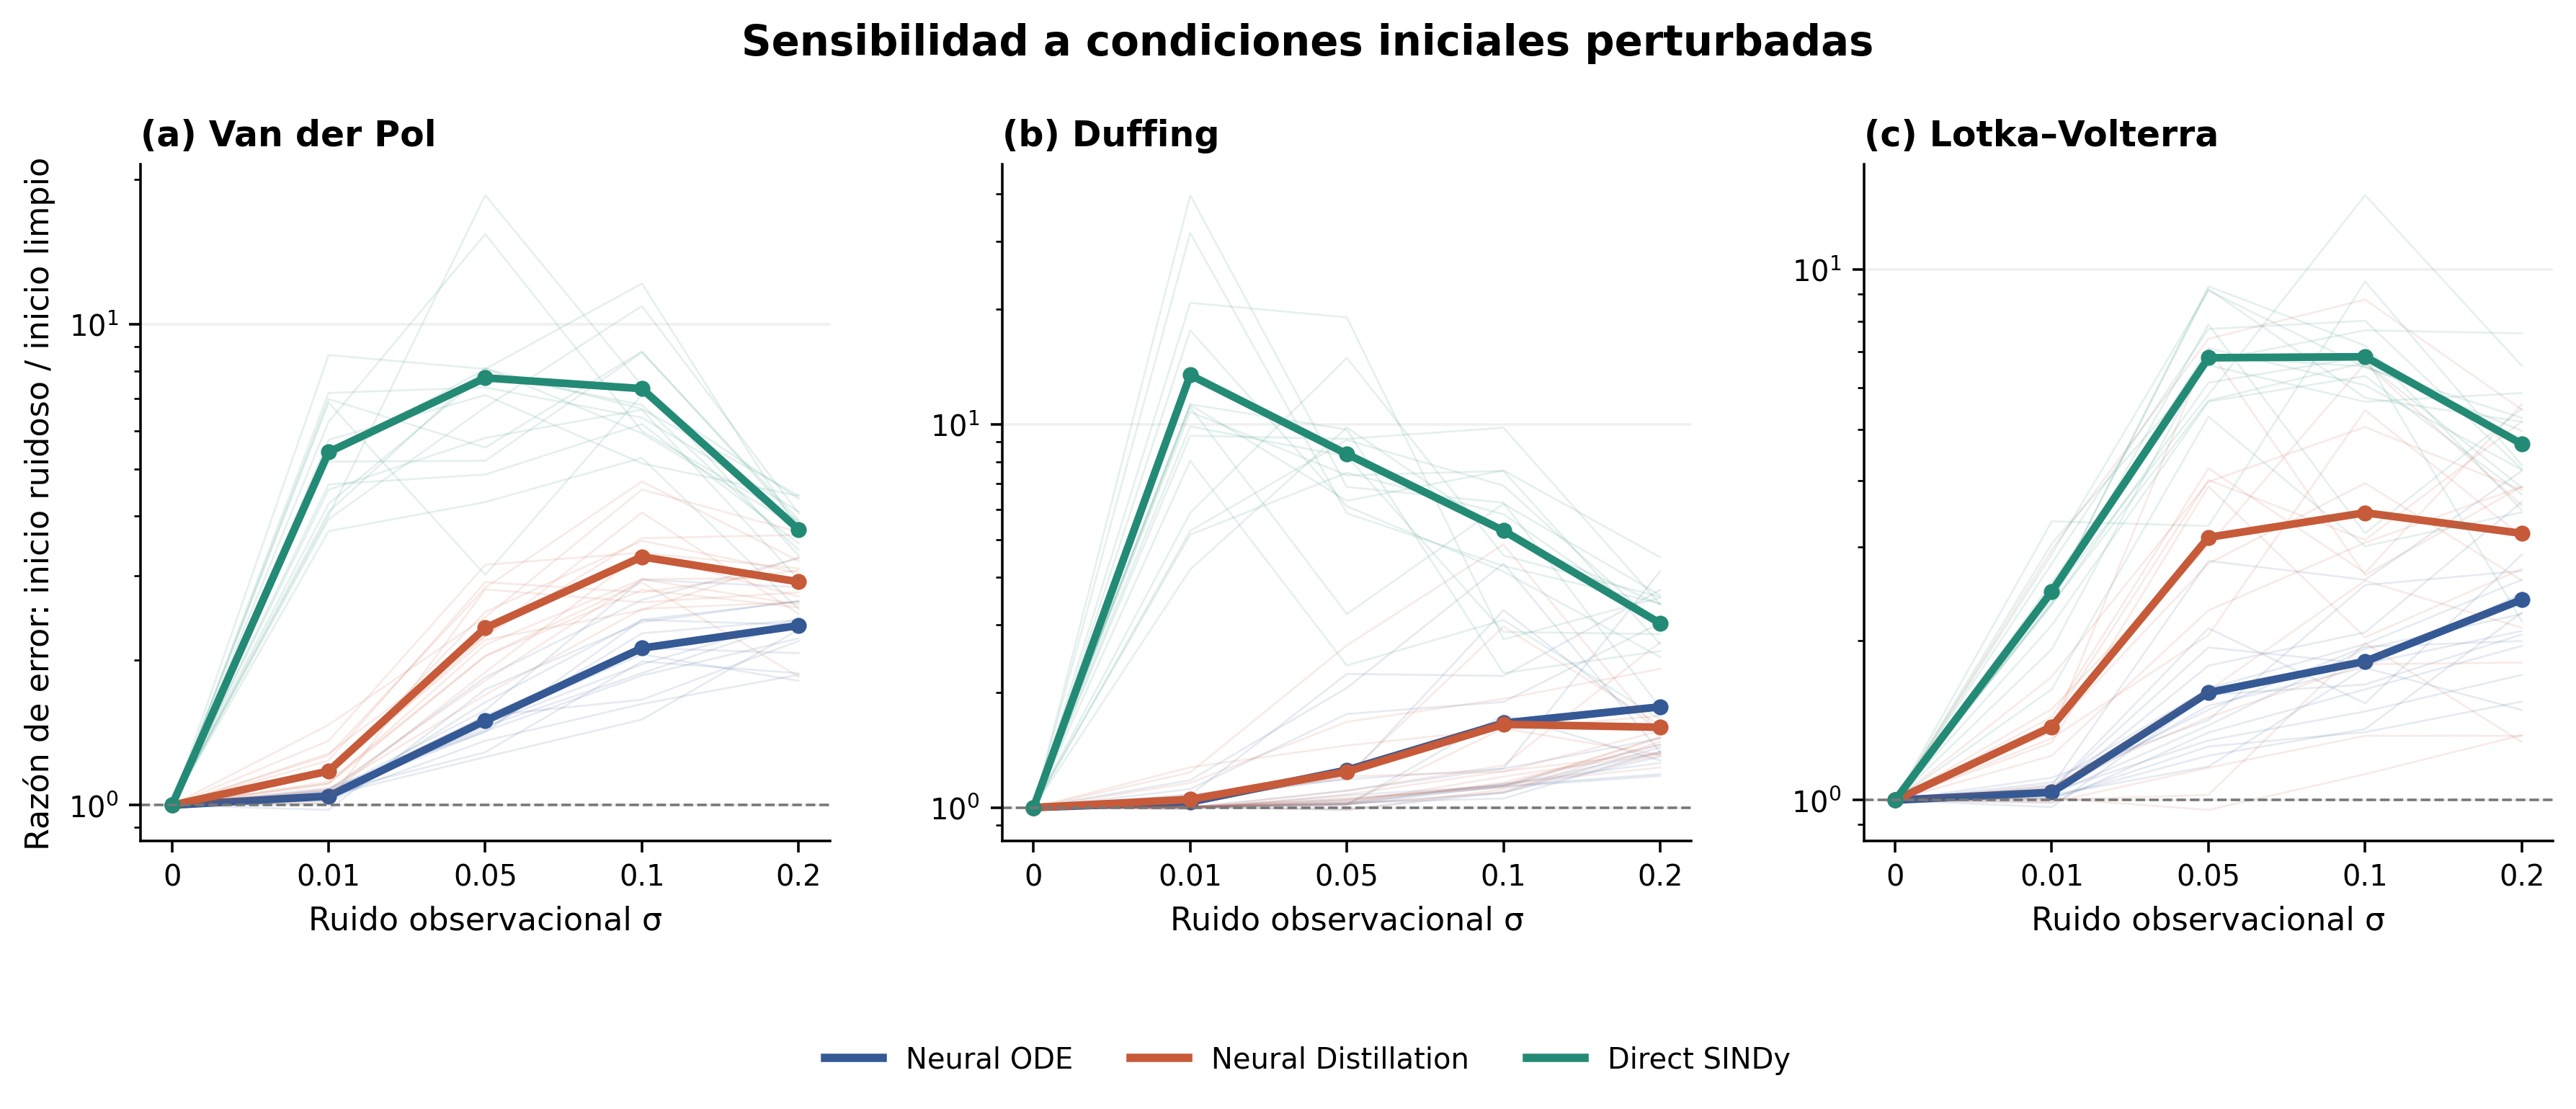 Sensibilidad a condiciones iniciales perturbadas
Razón de error: inicio ruidoso / inicio limpio
(a) Van der Pol
10¹
10⁰
0 0.01 0.05 0.1 0.2
Ruido observacional σ
(b) Duffing
10¹
10⁰
0 0.01 0.05 0.1 0.2
Ruido observacional σ
(c) Lotka–Volterra
10¹
10⁰
0 0.01 0.05 0.1 0.2
Ruido observacional σ
Neural ODE Neural Distillation Direct SINDy